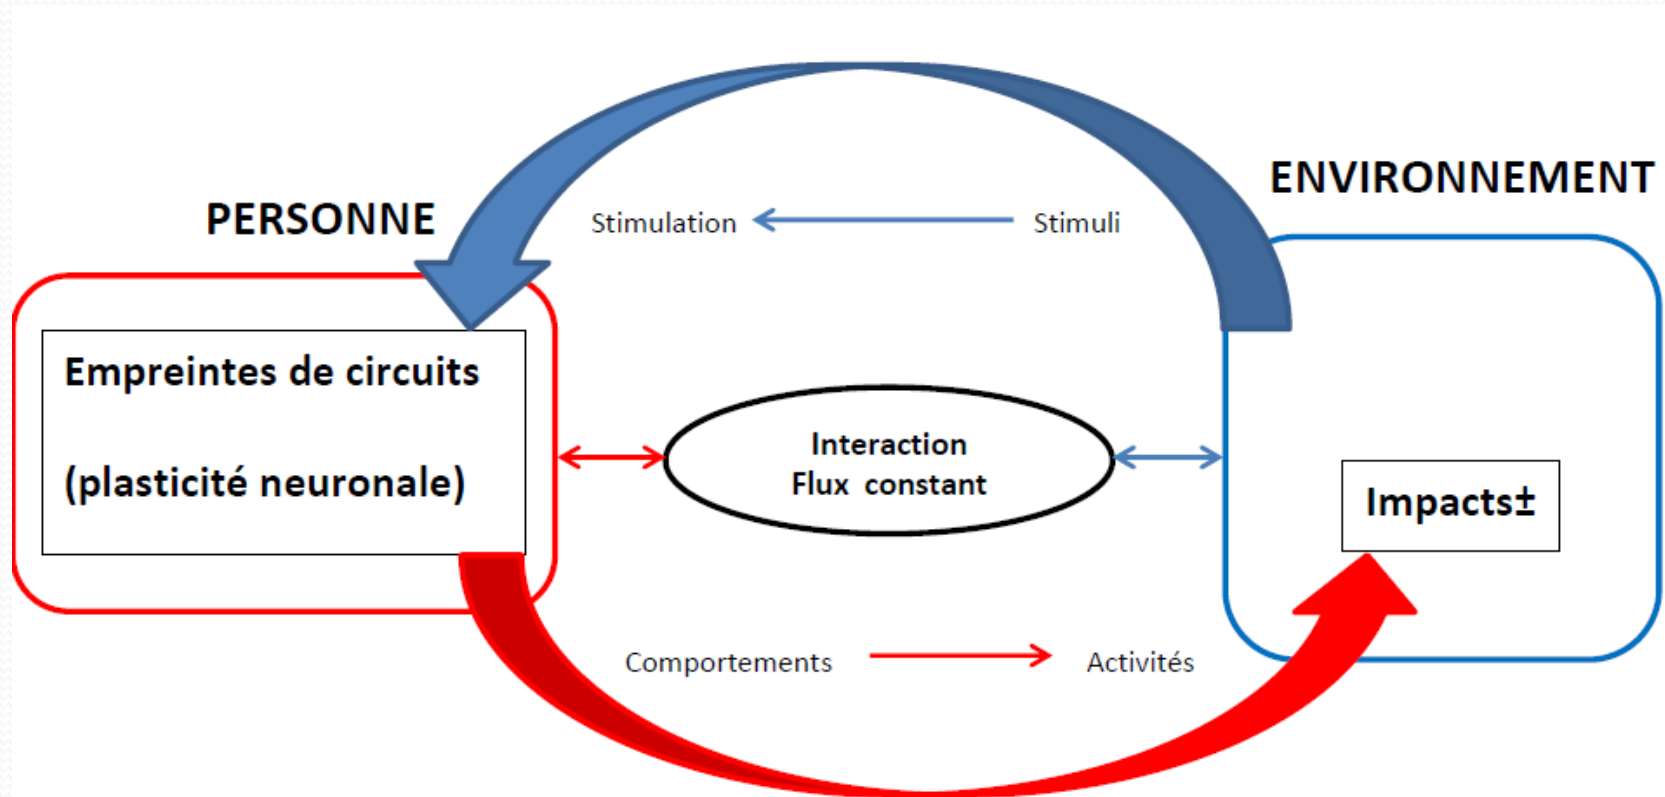 ENVIRONNEMENT
PERSONNE
Stimulation
Stimuli
Empreintes de circuits
(plasticité neuronale)
Interaction
Flux constant
Impacts±
Comportements
Activités